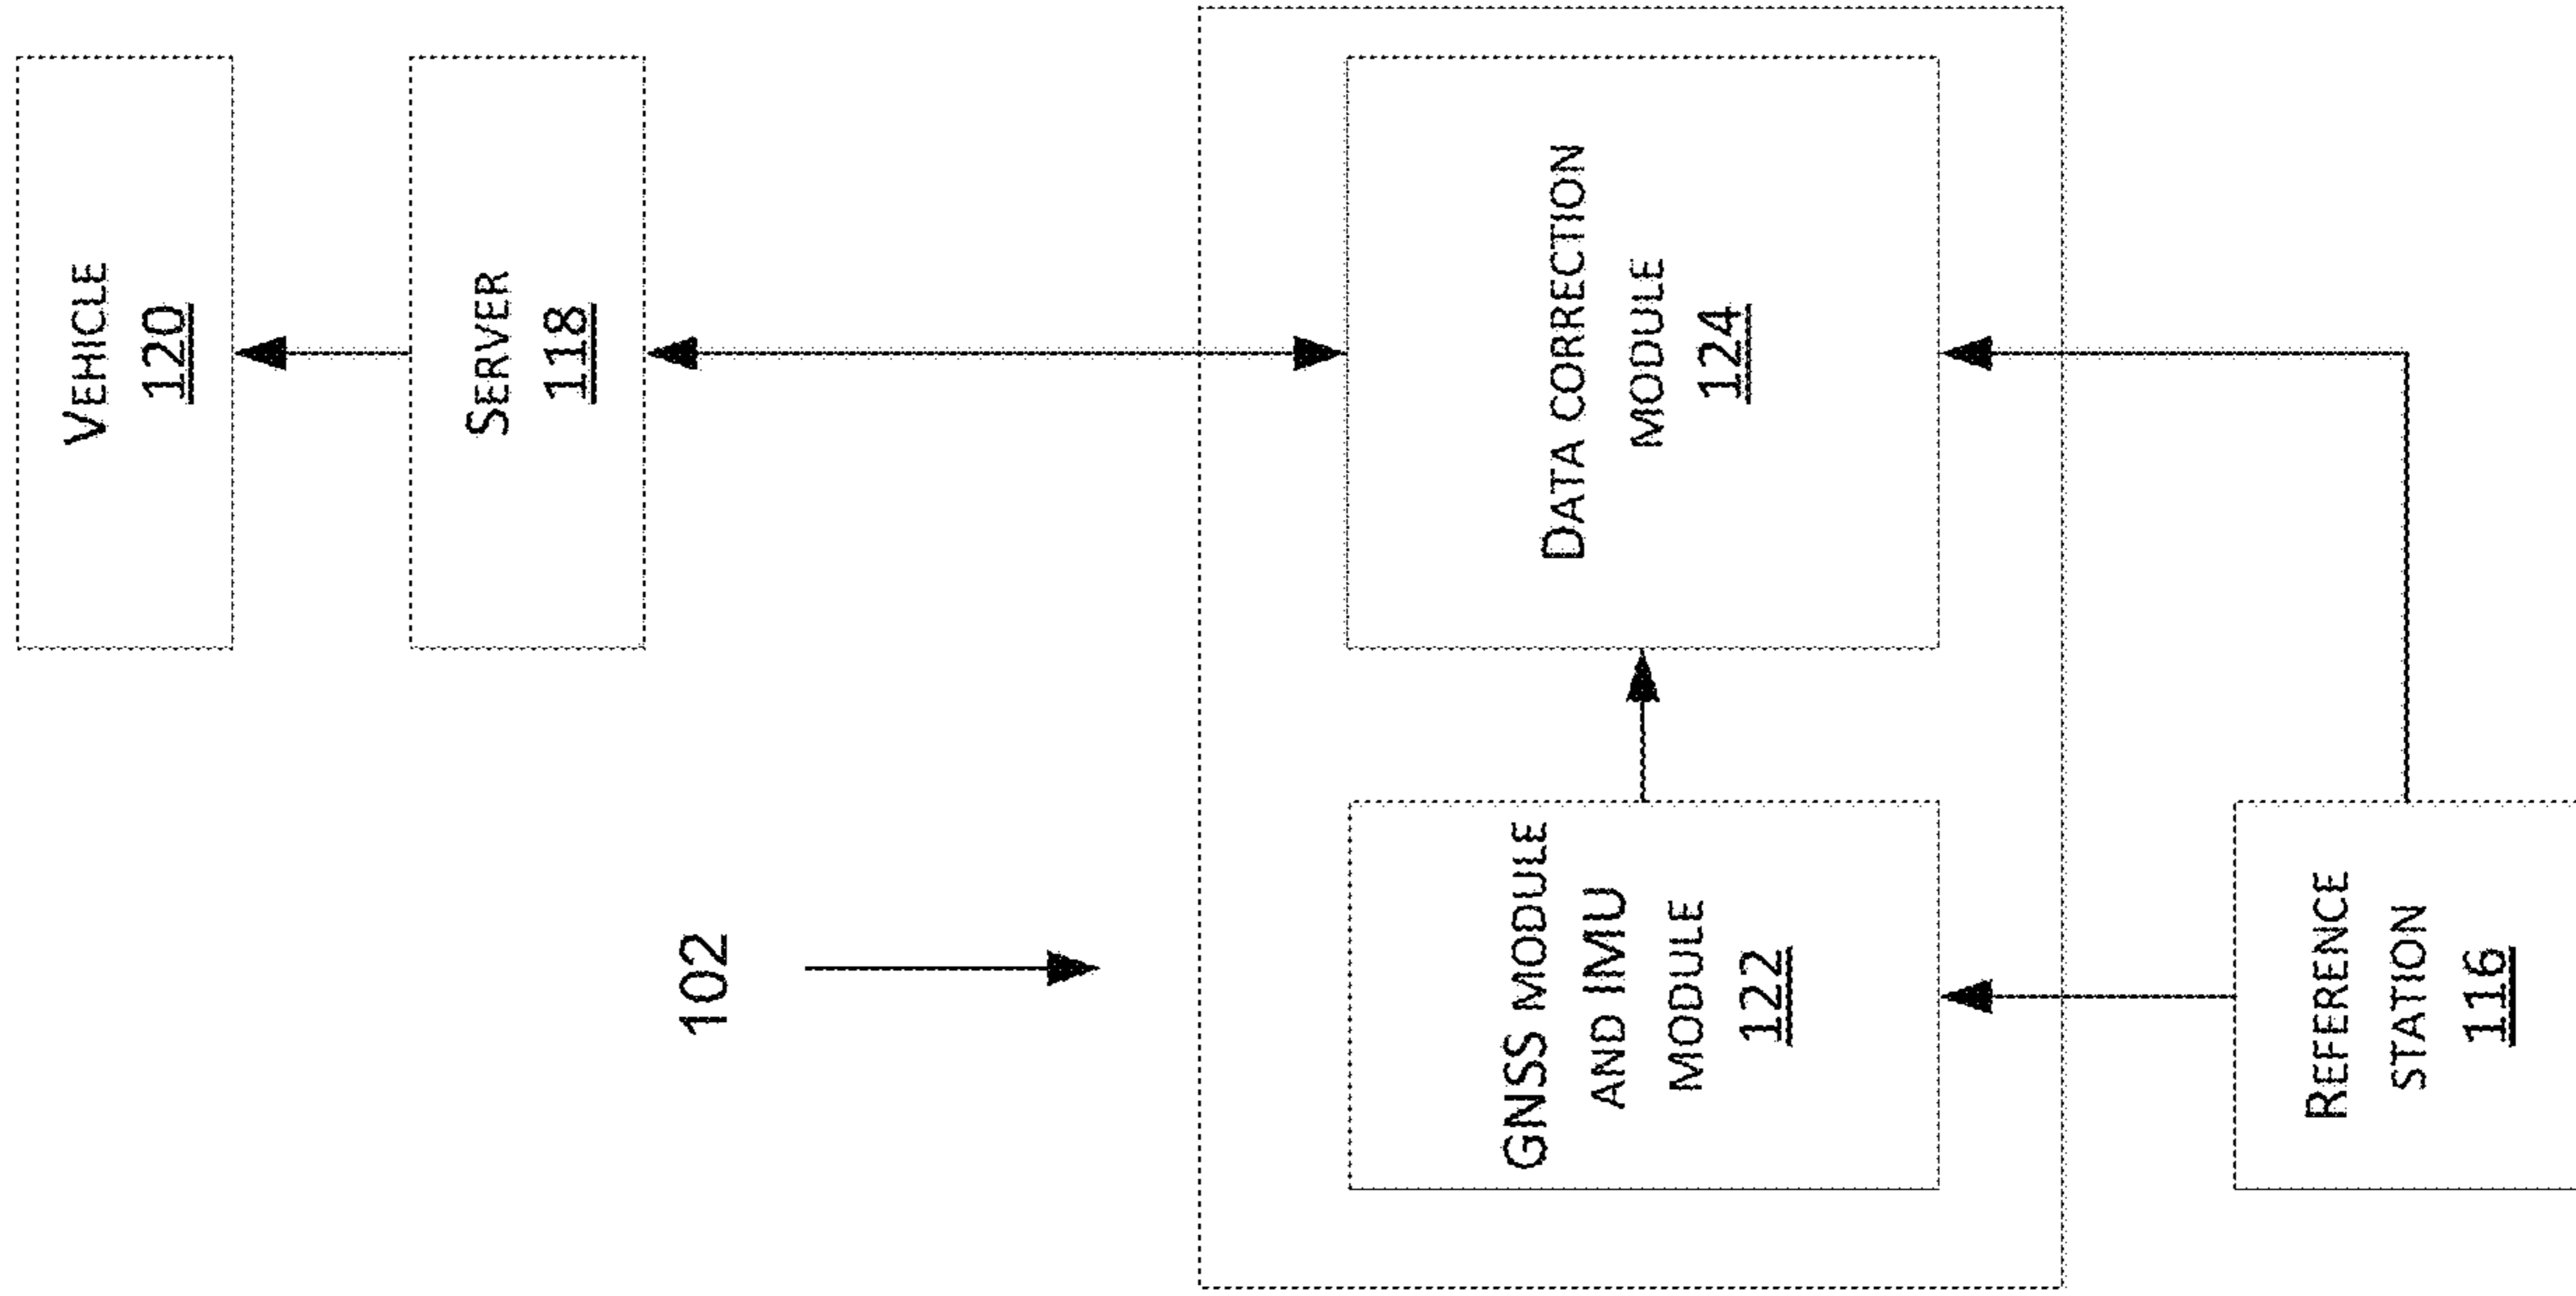 VEHICLE
120
SERVER
118
102
DATA CORRECTION
MODULE
124
GNSS MODULE
AND IMU
MODULE
122
REFERENCE
STATION
116